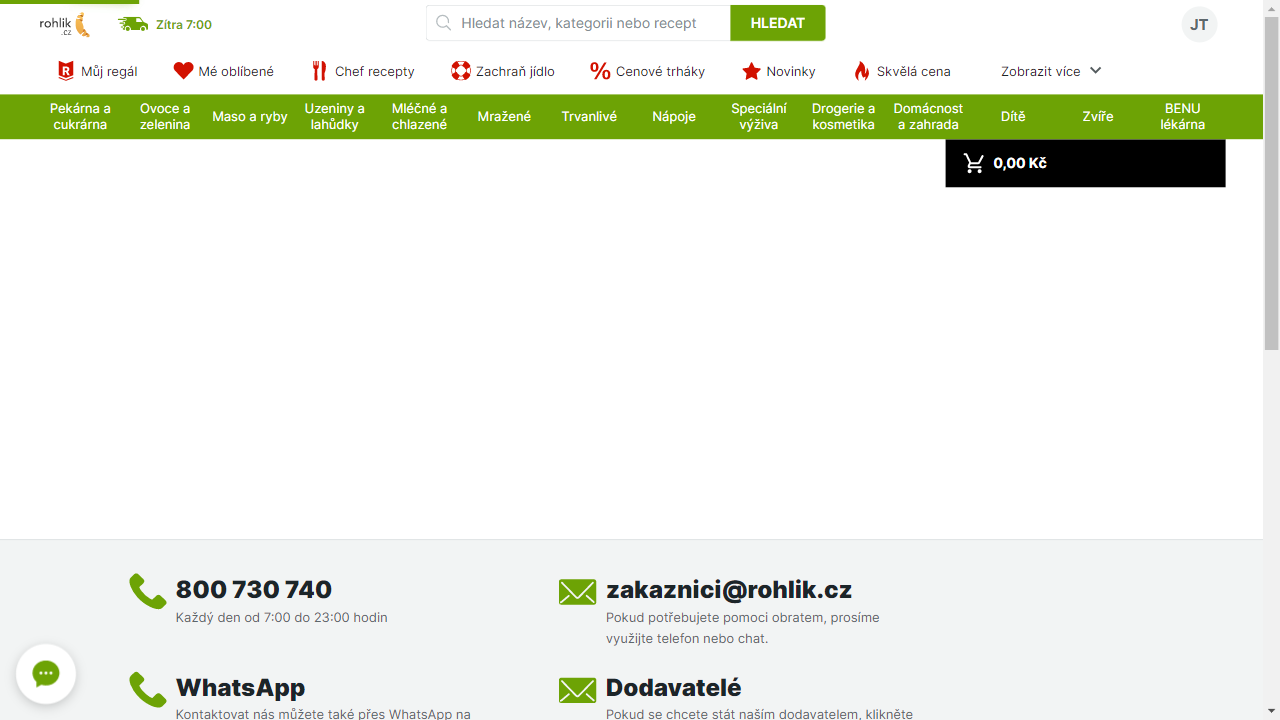 rohlik
.cz
Zítra 7:00
Hledat název, kategorii nebo recept
HLEDAT
JT
Můj regál
Mé oblíbené
Chef recepty
Zachraň jídlo
Cenové trháky
Novinky
Skvělá cena
Zobrazit více
Pekárna a
cukrárna
Ovoce a
zelenina
Maso a ryby
Uzeniny a
lahůdky
Mléčné a
chlazené
Mražené
Trvanlivé
Nápoje
Speciální
výživa
Drogerie a
kosmetika
Domácnost
a zahrada
Dítě
Zvíře
BENU
lékárna
0,00 Kč
800 730 740
Každý den od 7:00 do 23:00 hodin
zakaznici@rohlik.cz
Pokud potřebujete pomoci obratem, prosíme
využijte telefon nebo chat.
WhatsApp
Kontaktovat nás můžete také přes WhatsApp na
Dodavatelé
Pokud se chcete stát naším dodavatelem, klikněte